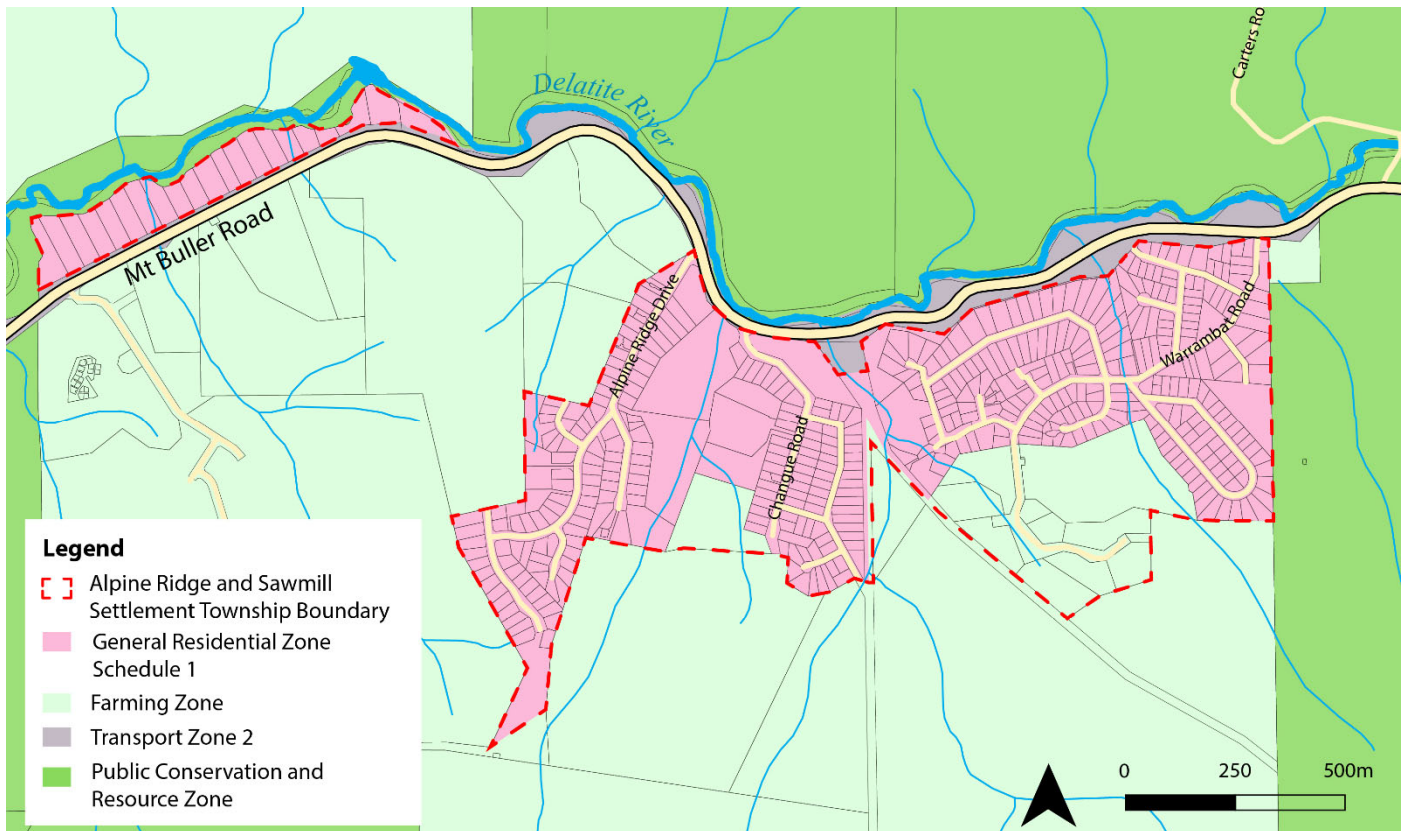 Carters Ro
Delatite River
Mt Buller Road
Alpine Ridge Drive
Warrambat Road
Changue Road
Legend
Alpine Ridge and Sawmill
Settlement Township Boundary
General Residential Zone
Schedule 1
Farming Zone
Transport Zone 2
Public Conservation and
Resource Zone
0 250 500m